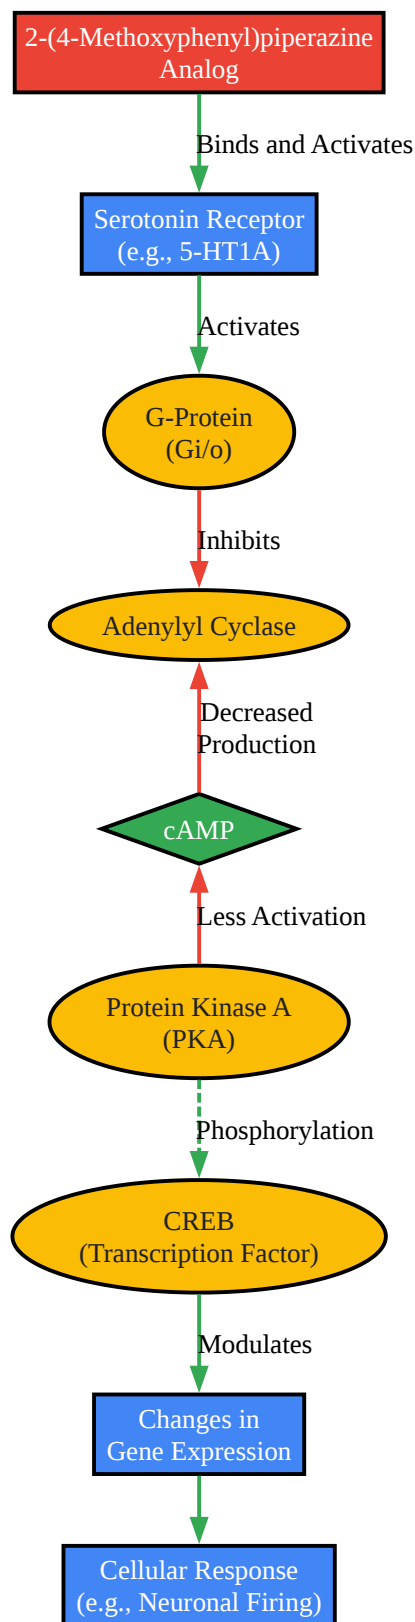 2-(4-Methoxyphenyl)piperazine
Analog
Binds and Activates
Serotonin Receptor
(e.g., 5-HT1A)
Activates
G-Protein
(Gi/o)
Inhibits
Adenylyl Cyclase
Decreased
Production
cAMP
Less Activation
Protein Kinase A
(PKA)
Phosphorylation
CREB
(Transcription Factor)
Modulates
Changes in
Gene Expression
Cellular Response
(e.g., Neuronal Firing)